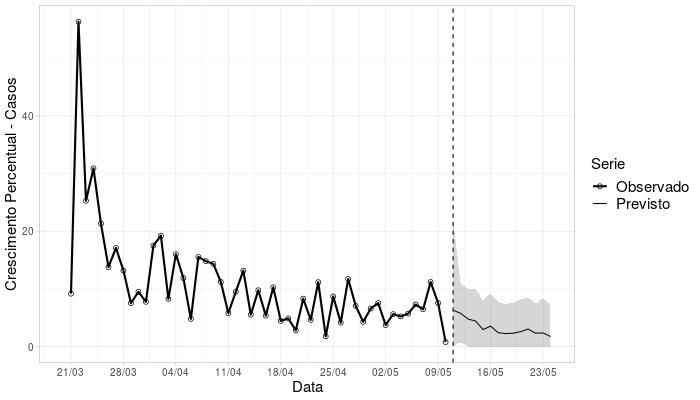 Crescimento Percentual - Casos
40
20
0
21/03 28/03 04/04 11/04 18/04 25/04 02/05 09/05 16/05 23/05
Data
Serie
Observado
Previsto